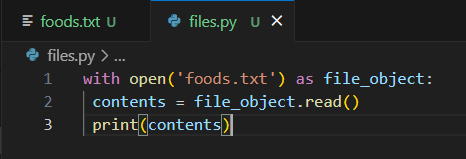 foods.txt U
files.py U ×
files.py > ...
1 with open('foods.txt') as file_object:
2 contents = file_object.read()
3 print(contents)